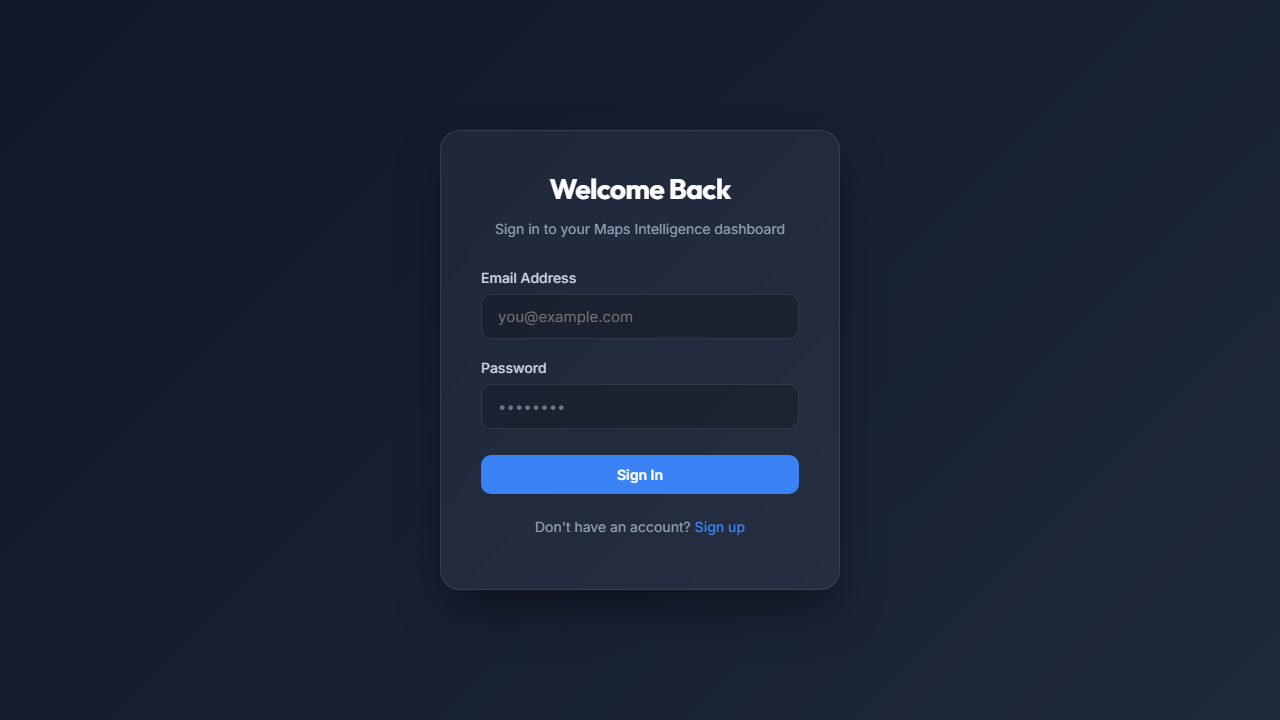 Welcome Back
Sign in to your Maps Intelligence dashboard
Email Address
you@example.com
Password
••••••••
Sign In
Don't have an account? Sign up